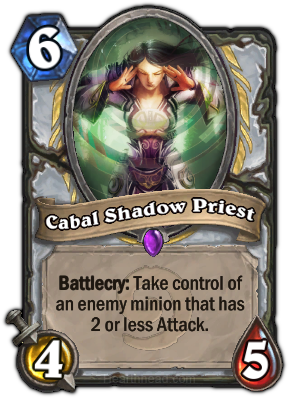 6
Cabal Shadow Priest
Battlecry: Take control of
an enemy minion that has
2 or less Attack.
4
5